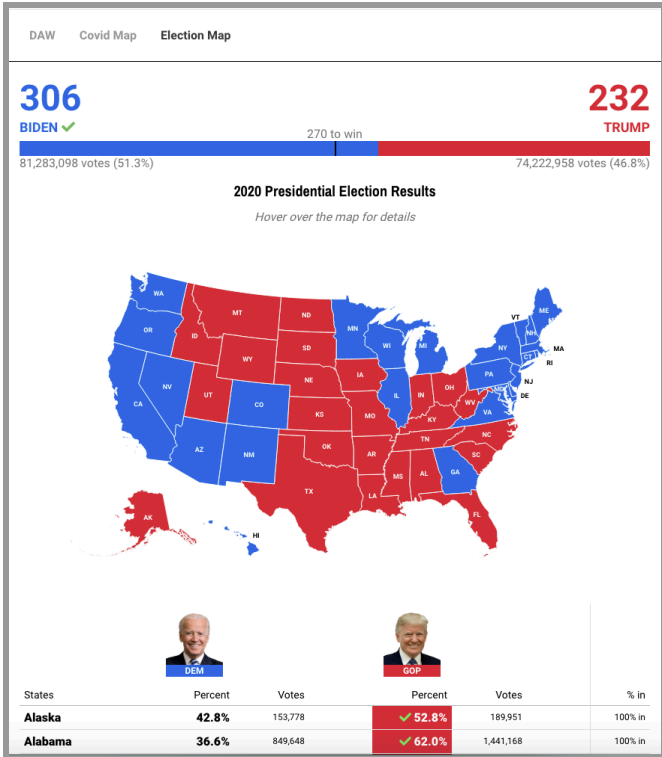 DAW Covid Map Election Map
306 232
BIDEN TRUMP
270 to win
81,283,098 votes (51.3%) 74,222,958 votes (46.8%)
2020 Presidential Election Results
Hover over the map for details
WA
OR
CA
NV
ID
MT
WY
UT
AZ
CO
NM
ND
SD
NE
KS
OK
TX
MN
IA
MO
AR
LA
WI
IL
MI
IN
OH
KY
TN
MS
AL
GA
FL
SC
NC
VA
WV
PA
NY
VT
NH
ME
MA
CT
RI
NJ
DE
MD
AK
HI
DEM GOP
States Percent Votes Percent Votes % in
Alaska 42.8% 153,778 52.8% 189,951 100% in
Alabama 36.6% 849,648 62.0% 1,441,168 100% in